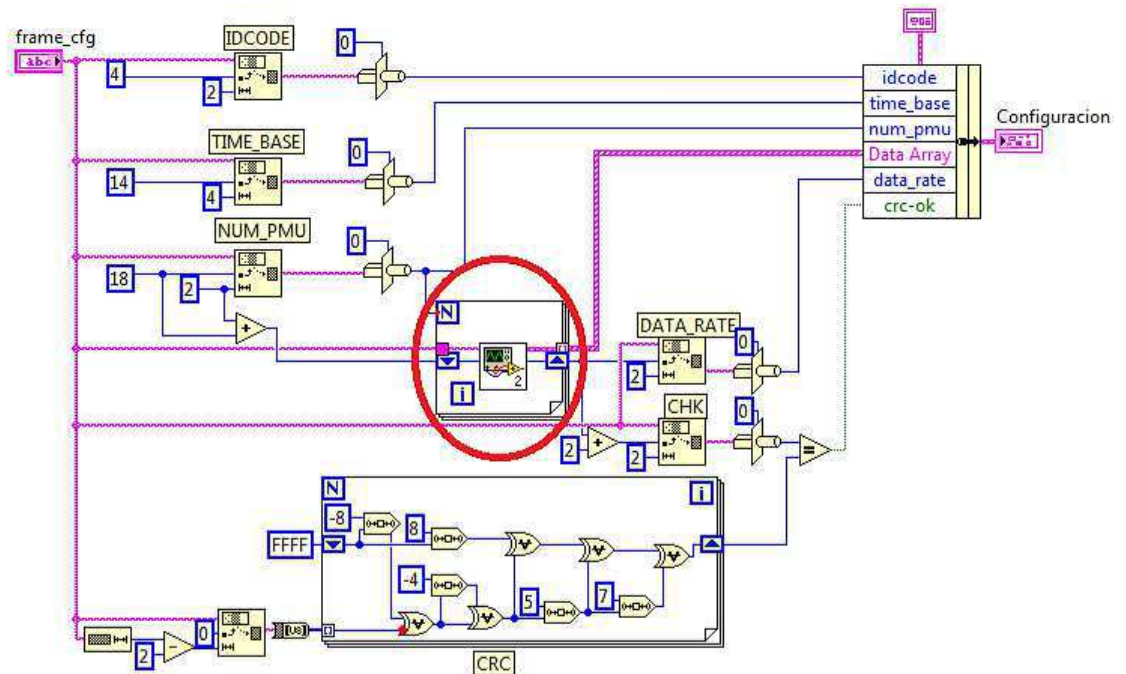 frame_cfg
abc
IDCODE
0
4
2
idcode
time_base
num_pmu
Data Array
data_rate
crc-ok
Configuracion
TIME_BASE
0
14
4
NUM_PMU
0
18
2
+
N
2
i
DATA_RATE
0
2
CHK
0
+
2
2
=
N
i
-8
8
FFFF
-4
5
7
0
[U8]
2
-
CRC